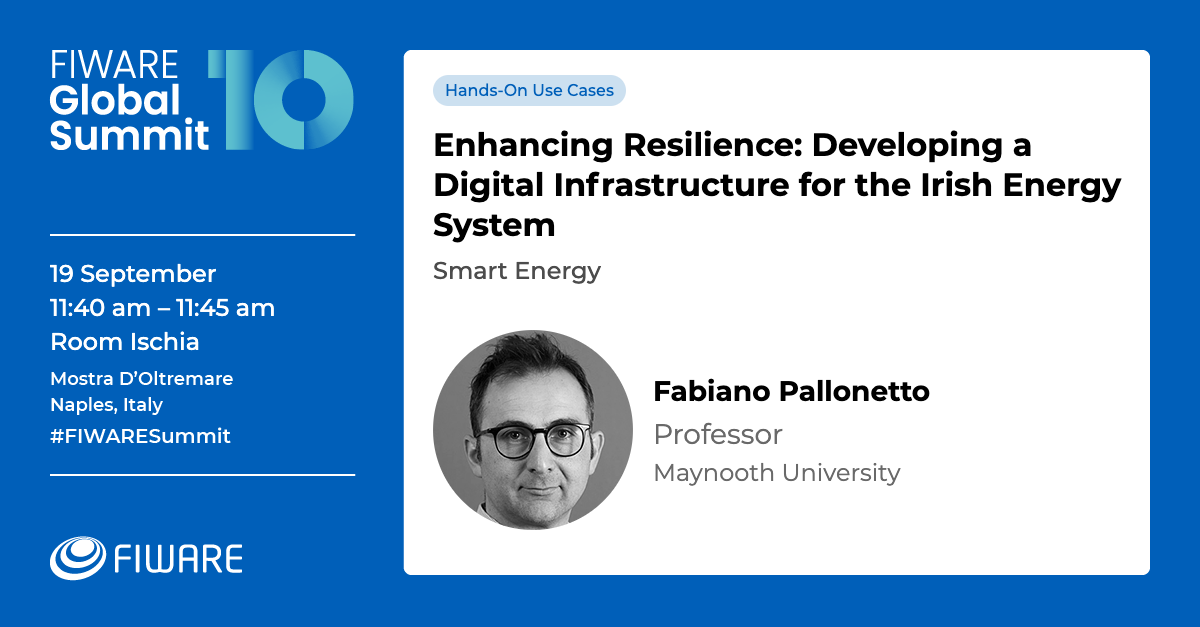 FIWARE
Global
Summit
10
19 September
11:40 am – 11:45 am
Room Ischia
Mostra D’Oltremare
Naples, Italy
#FIWARESummit
FIWARE
Hands-On Use Cases
Enhancing Resilience: Developing a
Digital Infrastructure for the Irish Energy
System
Smart Energy
Fabiano Pallonetto
Professor
Maynooth University